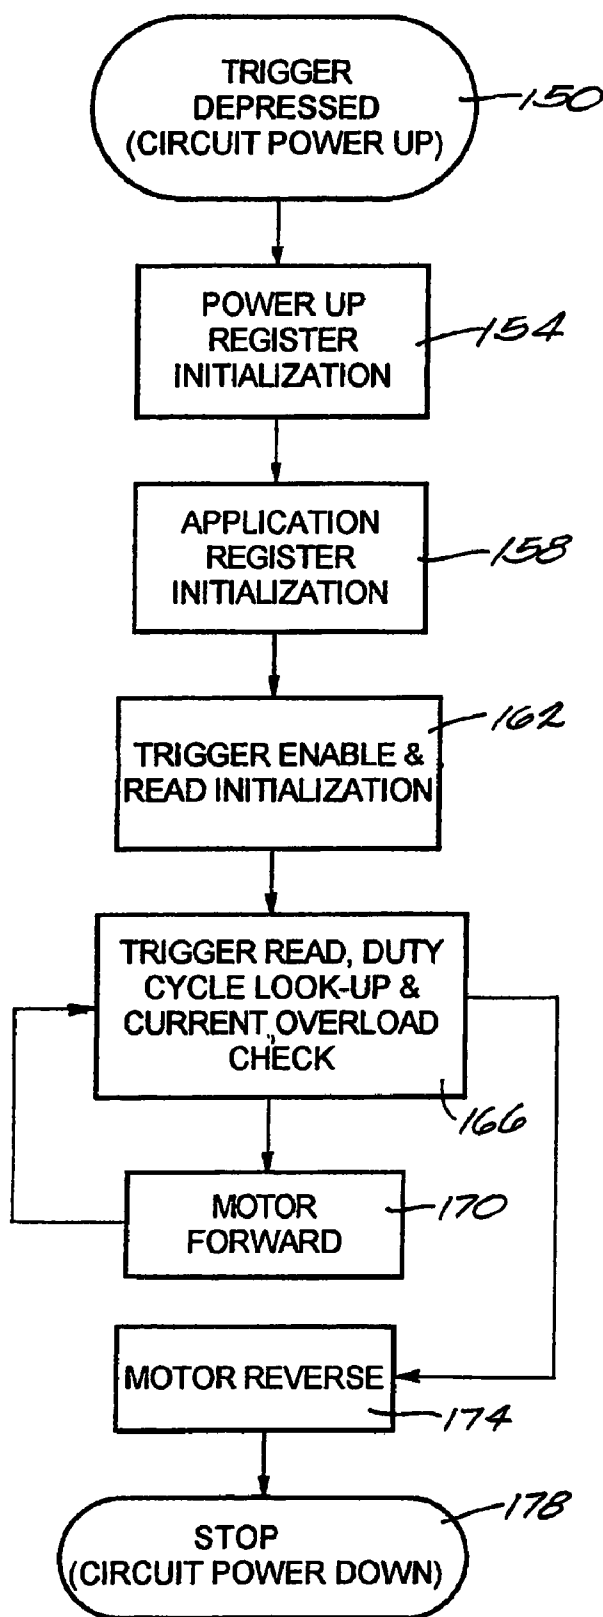 TRIGGER
DEPRESSED
(CIRCUIT POWER UP)
150
POWER UP
REGISTER
INITIALIZATION
154
APPLICATION
REGISTER
INITIALIZATION
158
162
TRIGGER ENABLE &
READ INITIALIZATION
TRIGGER READ, DUTY
CYCLE LOOK-UP &
CURRENT OVERLOAD
CHECK
166
MOTOR
FORWARD
170
MOTOR REVERSE
174
178
STOP
(CIRCUIT POWER DOWN)